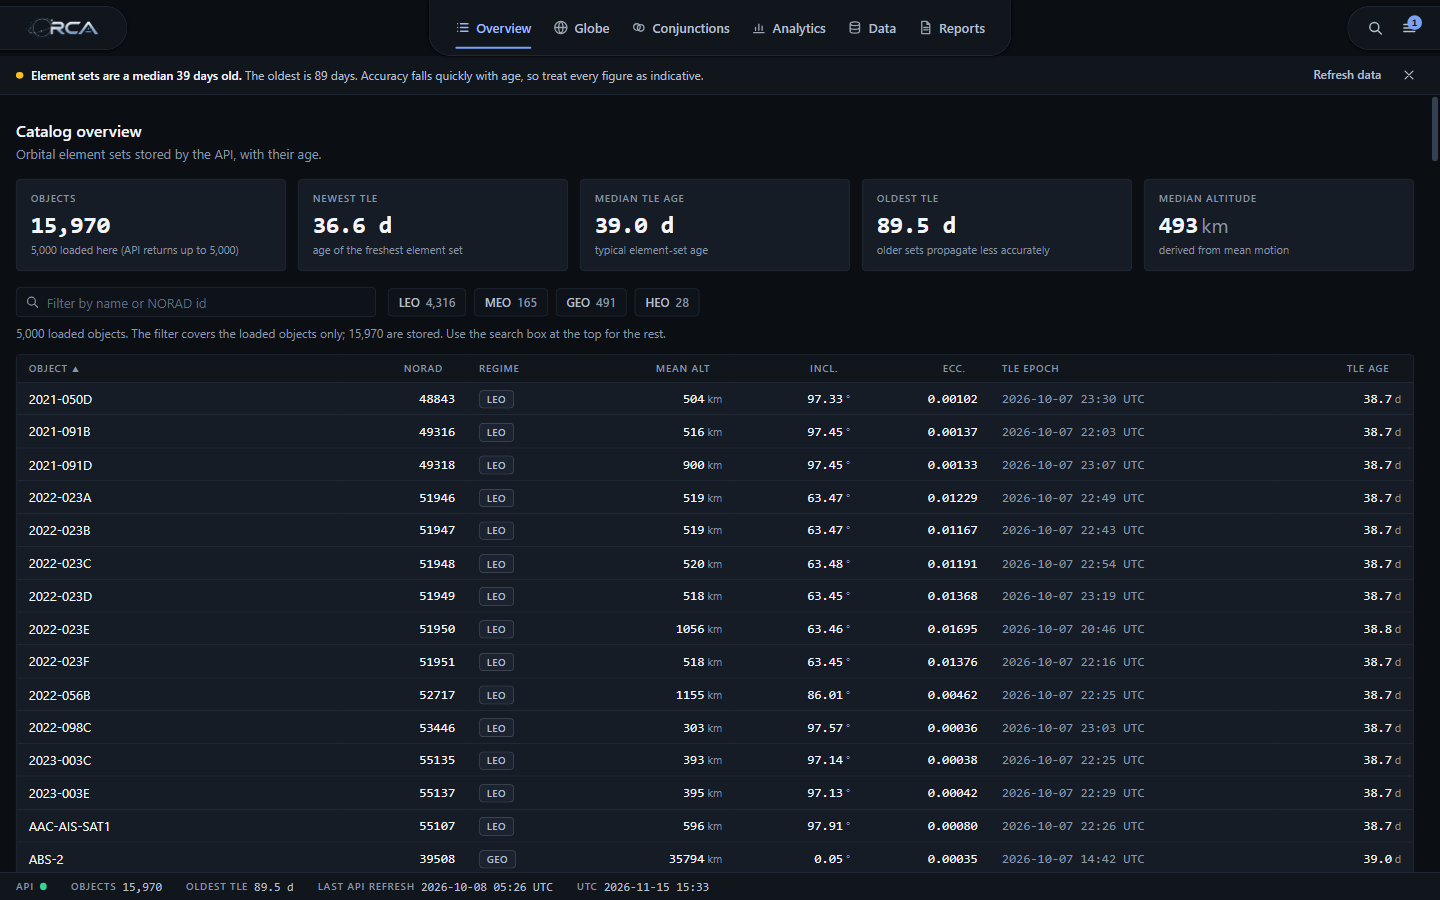 ORCA
Overview Globe Conjunctions Analytics Data Reports
1
Element sets are a median 39 days old. The oldest is 89 days. Accuracy falls quickly with age, so treat every figure as indicative.
Refresh data
Catalog overview
Orbital element sets stored by the API, with their age.
OBJECTS
15,970
5,000 loaded here (API returns up to 5,000)
NEWEST TLE
36.6 d
age of the freshest element set
MEDIAN TLE AGE
39.0 d
typical element-set age
OLDEST TLE
89.5 d
older sets propagate less accurately
MEDIAN ALTITUDE
493 km
derived from mean motion
Filter by name or NORAD id
LEO 4,316 MEO 165 GEO 491 HEO 28
5,000 loaded objects. The filter covers the loaded objects only; 15,970 are stored. Use the search box at the top for the rest.
OBJECT ▲ NORAD REGIME MEAN ALT INCL. ECC. TLE EPOCH TLE AGE
2021-050D 48843 LEO 504 km 97.33 ° 0.00102 2026-10-07 23:30 UTC 38.7 d
2021-091B 49316 LEO 516 km 97.45 ° 0.00137 2026-10-07 22:03 UTC 38.7 d
2021-091D 49318 LEO 900 km 97.45 ° 0.00133 2026-10-07 23:07 UTC 38.7 d
2022-023A 51946 LEO 519 km 63.47 ° 0.01229 2026-10-07 22:49 UTC 38.7 d
2022-023B 51947 LEO 519 km 63.47 ° 0.01167 2026-10-07 22:43 UTC 38.7 d
2022-023C 51948 LEO 520 km 63.48 ° 0.01191 2026-10-07 22:54 UTC 38.7 d
2022-023D 51949 LEO 518 km 63.45 ° 0.01368 2026-10-07 23:19 UTC 38.7 d
2022-023E 51950 LEO 1056 km 63.46 ° 0.01695 2026-10-07 20:46 UTC 38.8 d
2022-023F 51951 LEO 518 km 63.45 ° 0.01376 2026-10-07 22:16 UTC 38.7 d
2022-056B 52717 LEO 1155 km 86.01 ° 0.00462 2026-10-07 22:25 UTC 38.7 d
2022-098C 53446 LEO 303 km 97.57 ° 0.00036 2026-10-07 23:03 UTC 38.7 d
2023-003C 55135 LEO 393 km 97.14 ° 0.00038 2026-10-07 22:25 UTC 38.7 d
2023-003E 55137 LEO 395 km 97.13 ° 0.00042 2026-10-07 22:29 UTC 38.7 d
AAC-AIS-SAT1 55107 LEO 596 km 97.91 ° 0.00080 2026-10-07 22:26 UTC 38.7 d
ABS-2 39508 GEO 35794 km 0.05 ° 0.00035 2026-10-07 14:42 UTC 39.0 d
API OBJECTS 15,970 OLDEST TLE 89.5 d LAST API REFRESH 2026-10-08 05:26 UTC UTC 2026-11-15 15:33